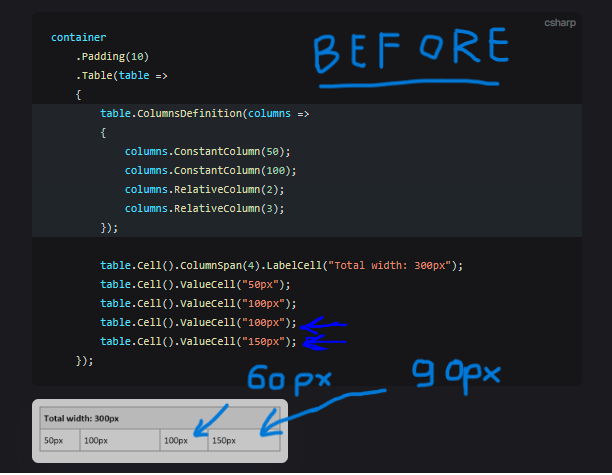 csharp
BEFORE
container
.Padding(10)
.Table(table =>
{
table.ColumnsDefinition(columns =>
{
columns.ConstantColumn(50);
columns.ConstantColumn(100);
columns.RelativeColumn(2);
columns.RelativeColumn(3);
});
table.Cell().ColumnSpan(4).LabelCell("Total width: 300px");
table.Cell().ValueCell("50px");
table.Cell().ValueCell("100px");
table.Cell().ValueCell("100px");
table.Cell().ValueCell("150px");
});
60px 90px
Total width: 300px
50px 100px 100px 150px